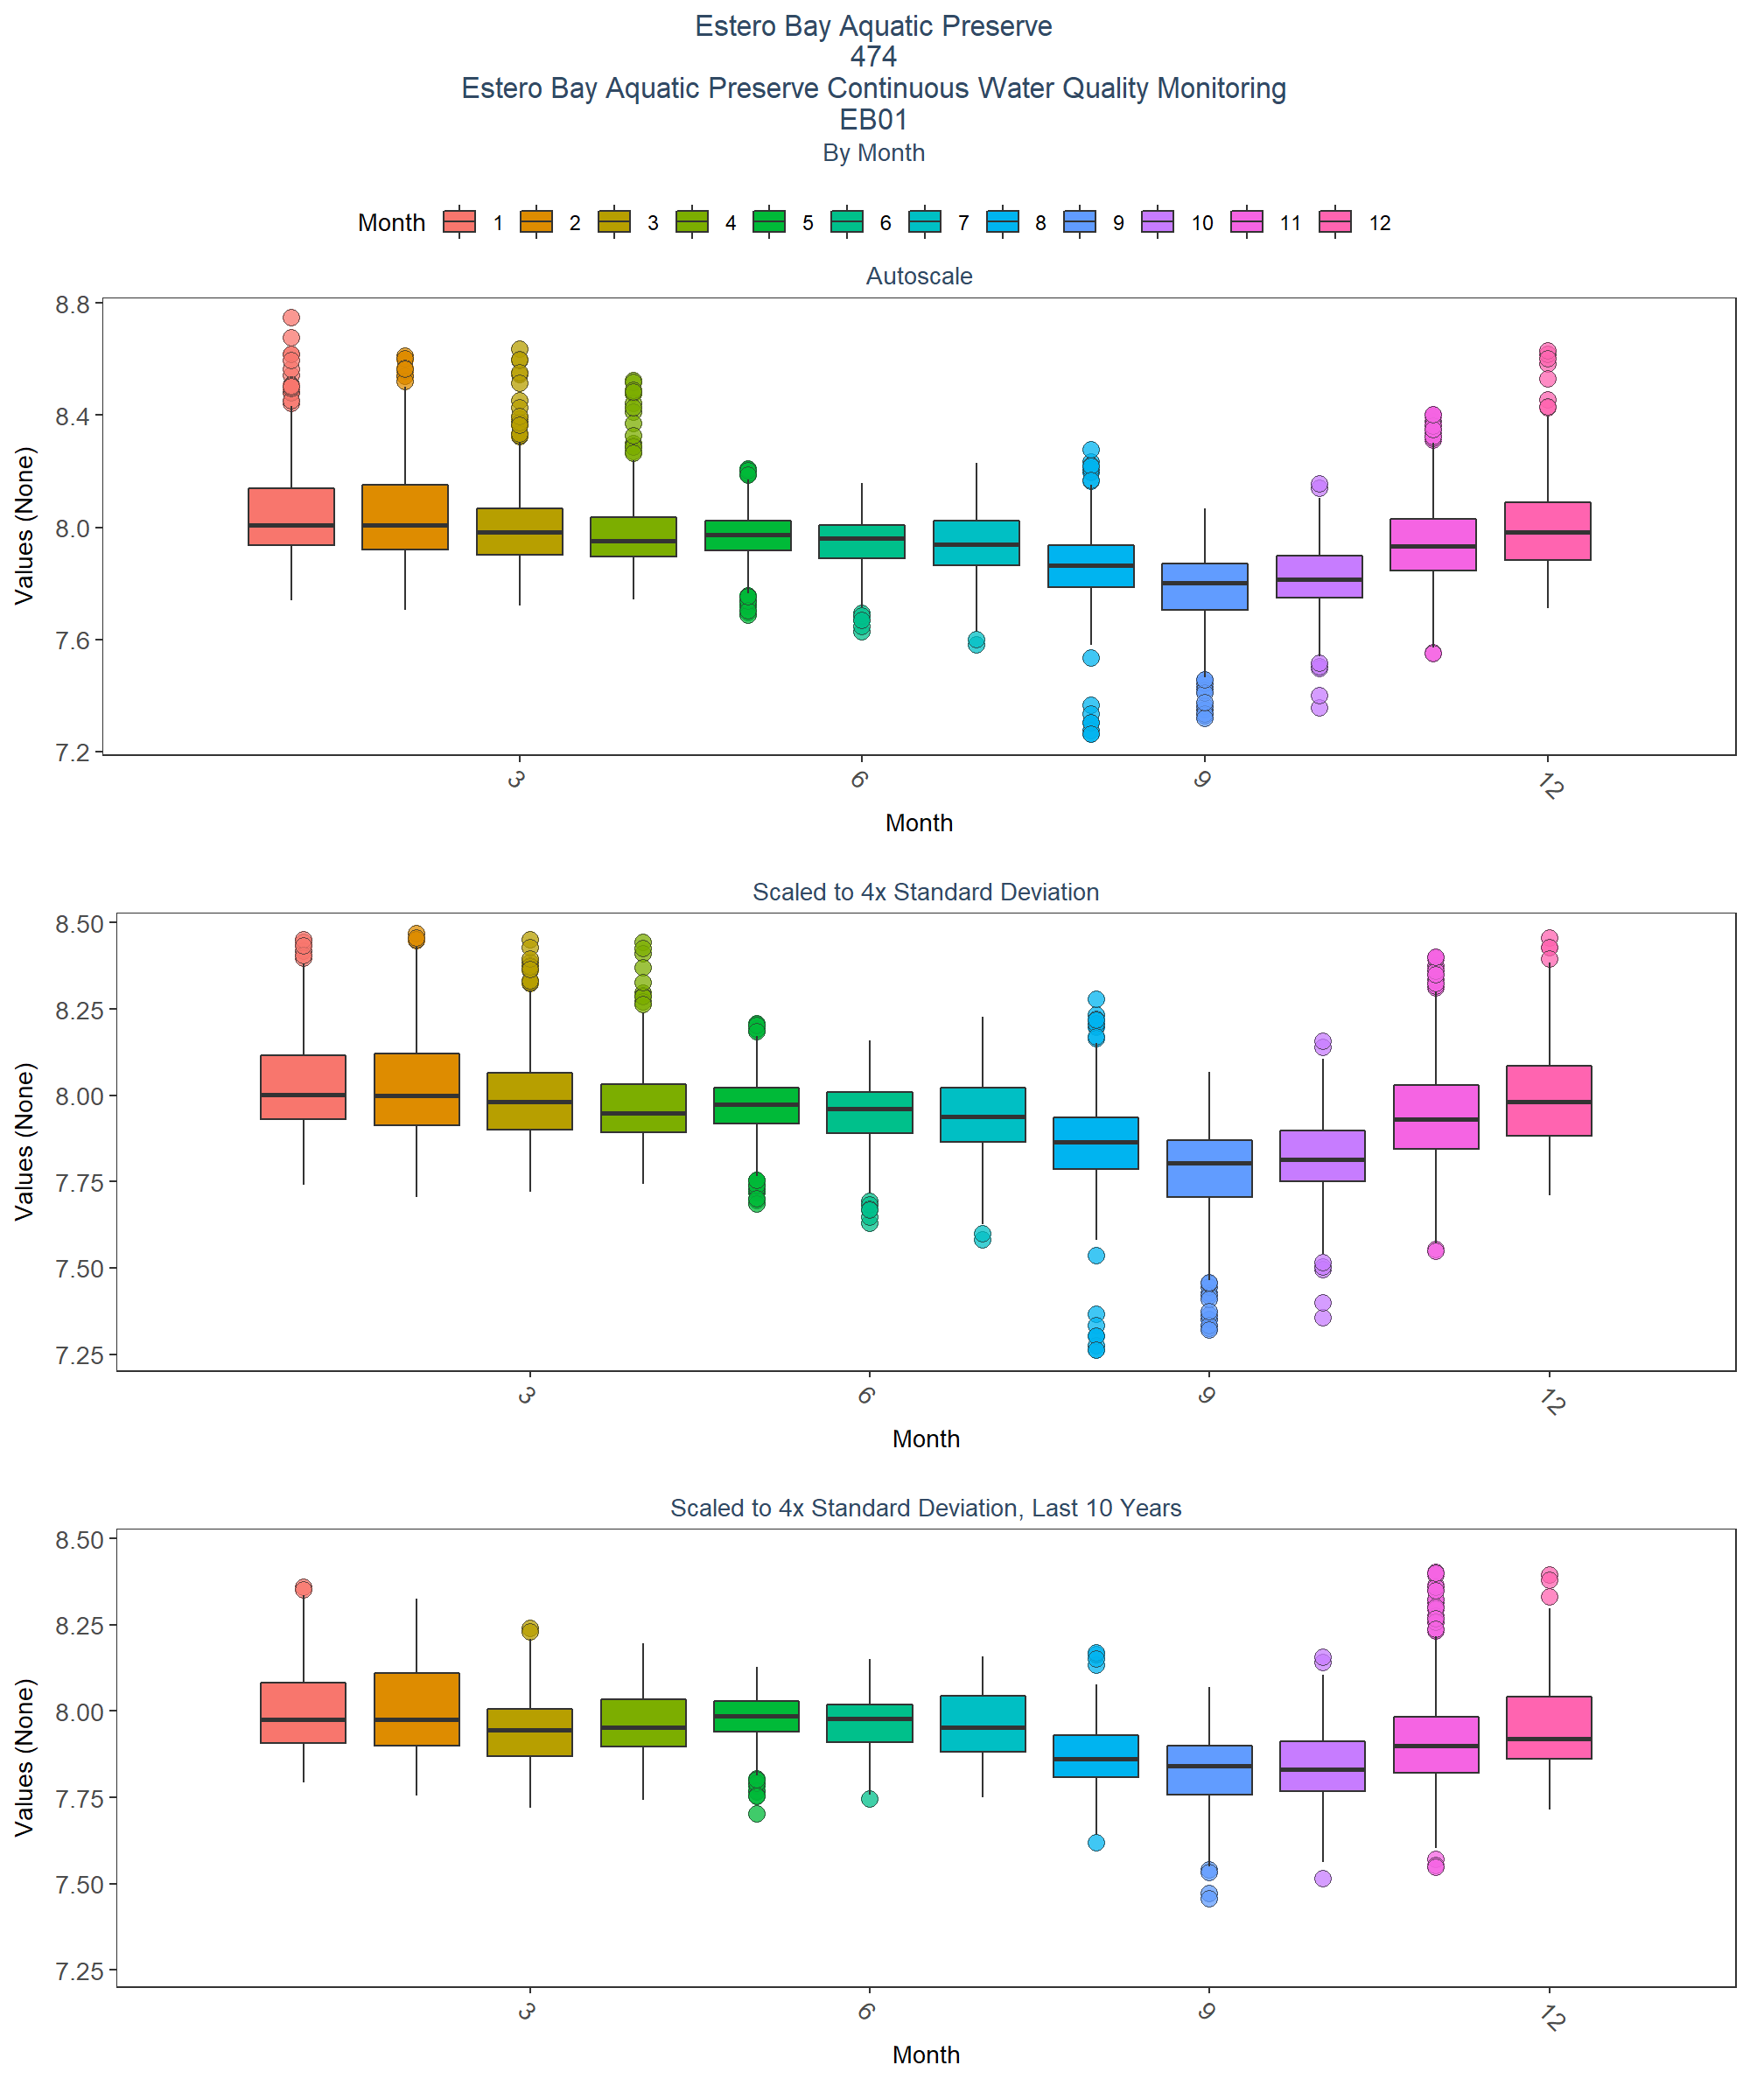 Estero Bay Aquatic Preserve
474
Estero Bay Aquatic Preserve Continuous Water Quality Monitoring
EB01
By Month
Month 1 2 3 4 5 6 7 8 9 10 11 12
Autoscale
8.8
8.4
8.0
7.6
7.2
Values (None)
3 6 9 12
Month
Scaled to 4x Standard Deviation
8.50
8.25
8.00
7.75
7.50
7.25
Values (None)
3 6 9 12
Month
Scaled to 4x Standard Deviation, Last 10 Years
8.50
8.25
8.00
7.75
7.50
7.25
Values (None)
3 6 9 12
Month